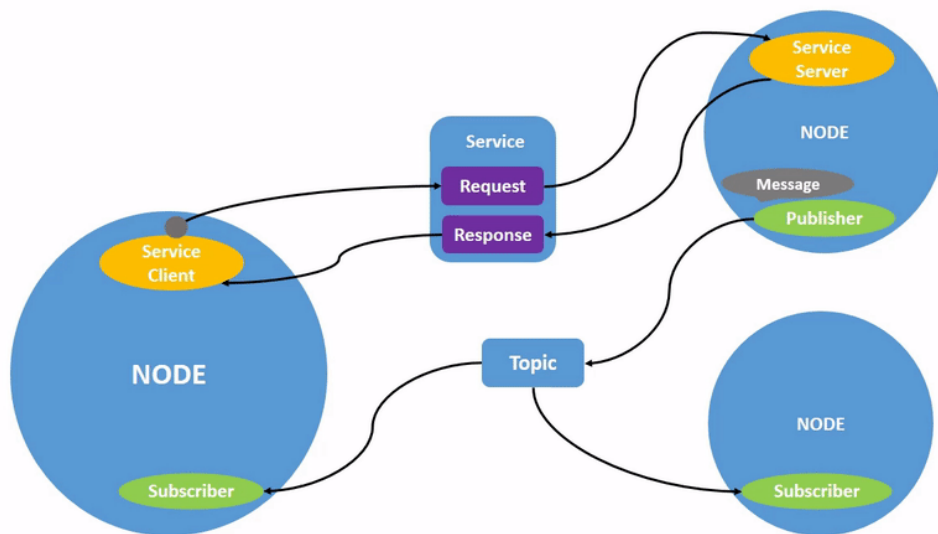 Service
Server
NODE
Message
Publisher
Service
Request
Response
Service
Client
NODE
Subscriber
Topic
NODE
Subscriber